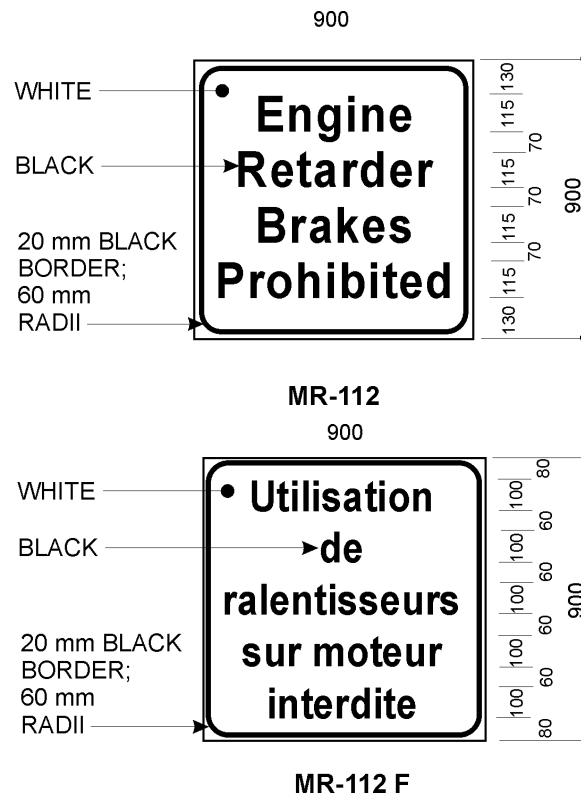 900
WHITE
BLACK
20 mm BLACK
BORDER;
60 mm
RADII
Engine
Retarder
Brakes
Prohibited
130
115
70
115
70
115
70
115
130
900
MR-112
900
WHITE
BLACK
20 mm BLACK
BORDER;
60 mm
RADII
Utilisation
de
ralentisseurs
sur moteur
interdite
80
100
60
100
60
100
60
100
60
100
80
900
MR-112 F